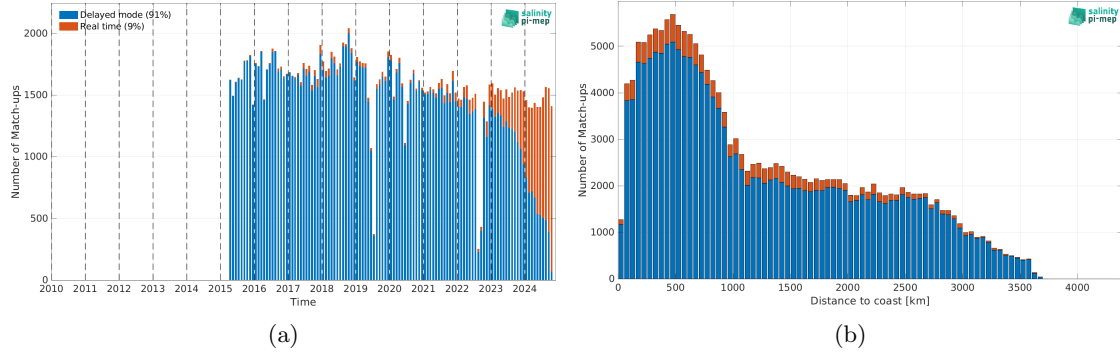 Delayed mode (91%)
Real time (9%)
salinity
pi-mep
Number of Match-ups
2000
1500
1000
500
0
2010 2011 2012 2013 2014 2015 2016 2017 2018 2019 2020 2021 2022 2023 2024
Time
(a)
salinity
pi-mep
Number of Match-ups
5000
4000
3000
2000
1000
0
0 500 1000 1500 2000 2500 3000 3500 4000
Distance to coast [km]
(b)